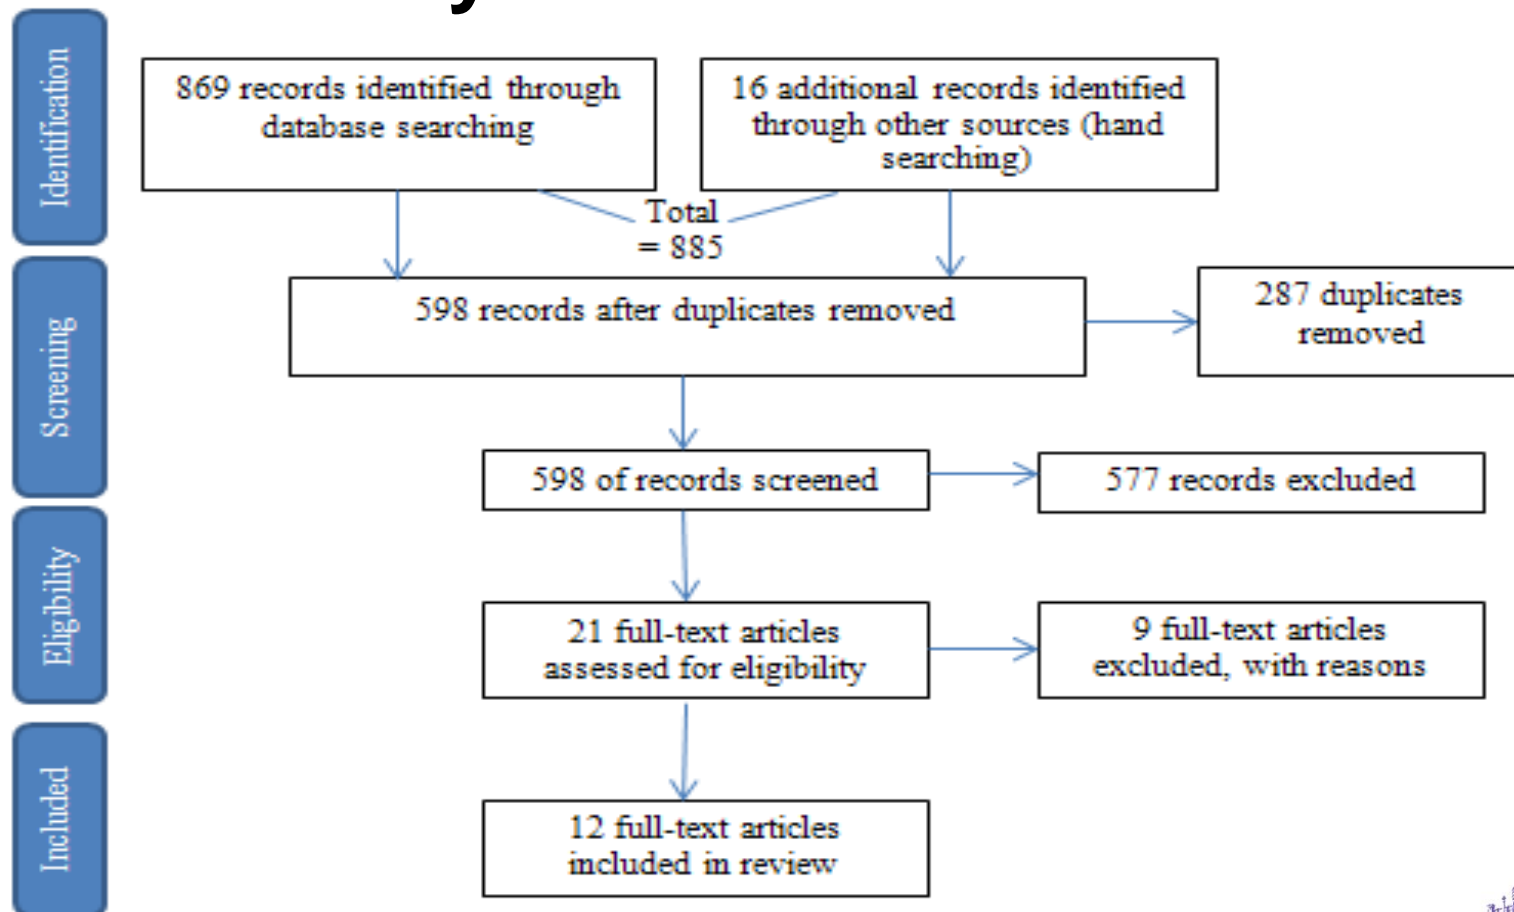 Identification
869 records identified through
database searching
16 additional records identified
through other sources (hand
searching)
Total
= 885
Screening
598 records after duplicates removed
287 duplicates
removed
598 of records screened
577 records excluded
Eligibility
21 full-text articles
assessed for eligibility
9 full-text articles
excluded, with reasons
Included
12 full-text articles
included in review